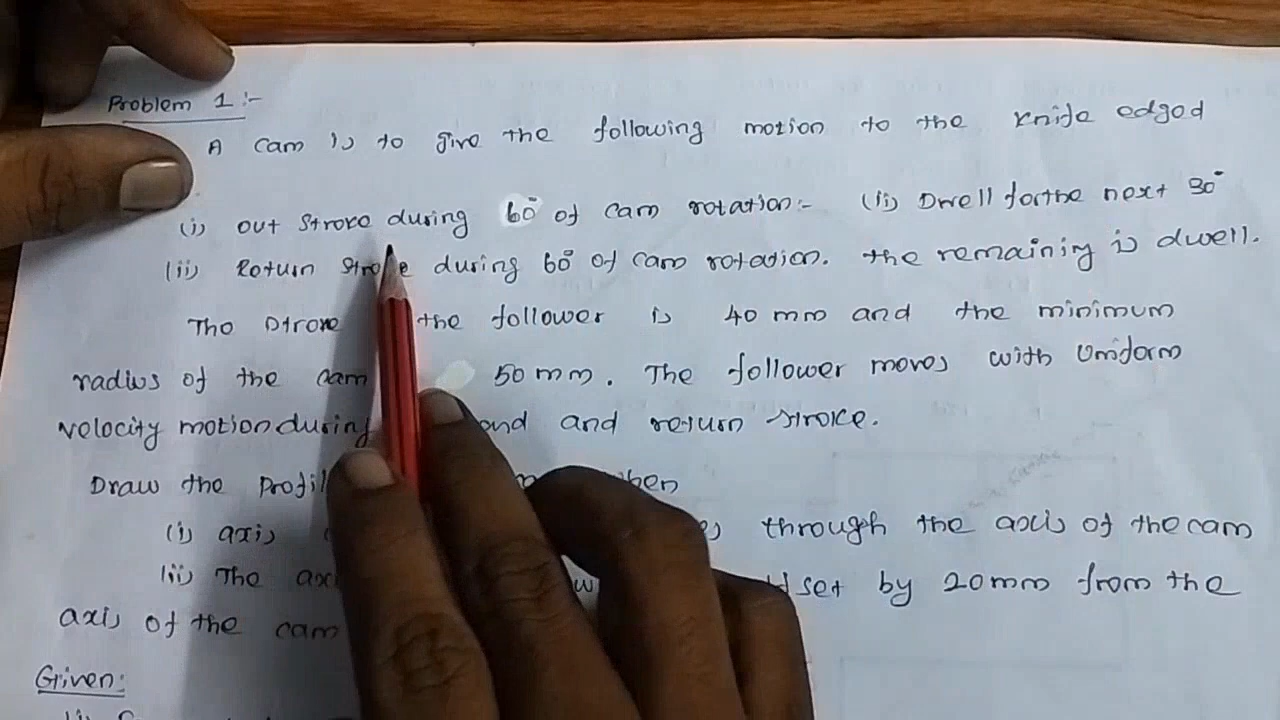 Problem 1:-
A cam is to give the following motion to the knife edged
(i) out stroke during 60° of cam rotation:- (ii) Dwell for the next 30°
(ii) Return stroke during 60° of cam rotation. the remaining is dwell.
The stroke the follower is 40 mm and the minimum
radius of the cam 50 mm. The follower moves with Uniform
velocity motion during and return stroke.
Draw the
(i) axis through the axis of the cam
(ii) The by 20mm from the
axis of the cam
Given: